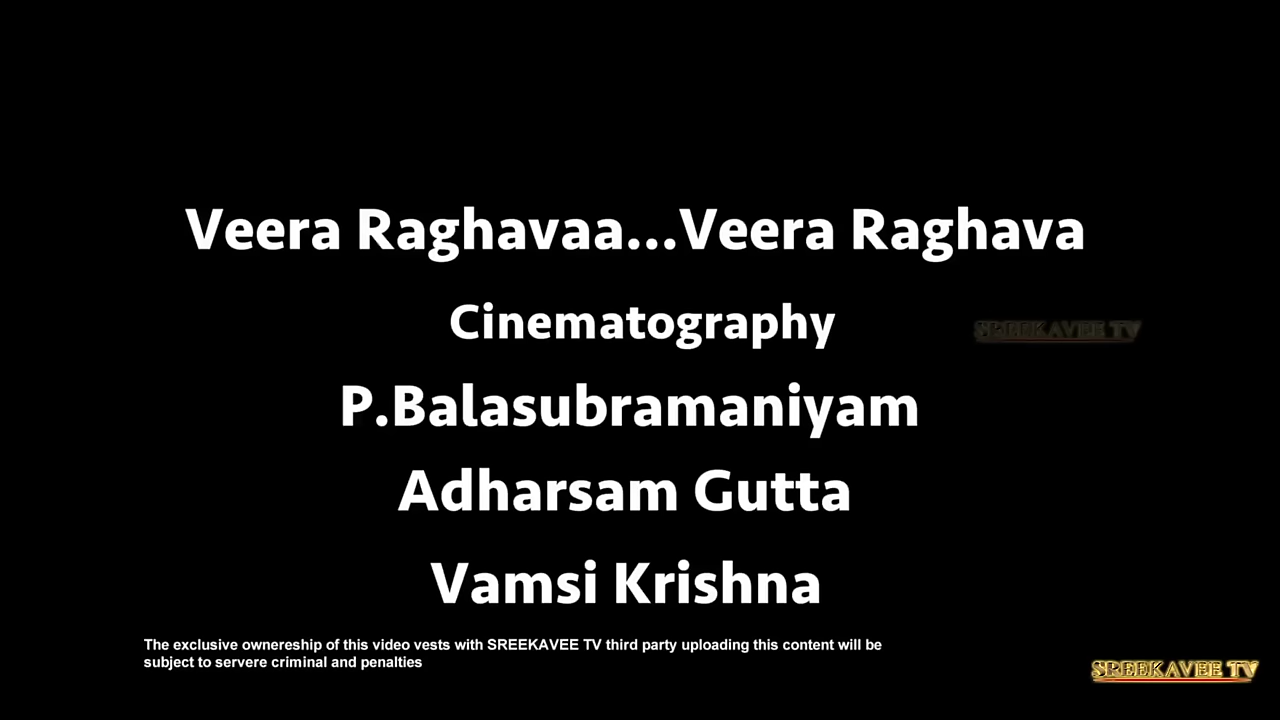 Veera Raghavaa...Veera Raghava
Cinematography
SREEKAVEE TV
P.Balasubramaniyam
Adharsam Gutta
Vamsi Krishna
The exclusive ownereship of this video vests with SREEKAVEE TV third party uploading this content will be
subject to servere criminal and penalties
SREEKAVEE TV